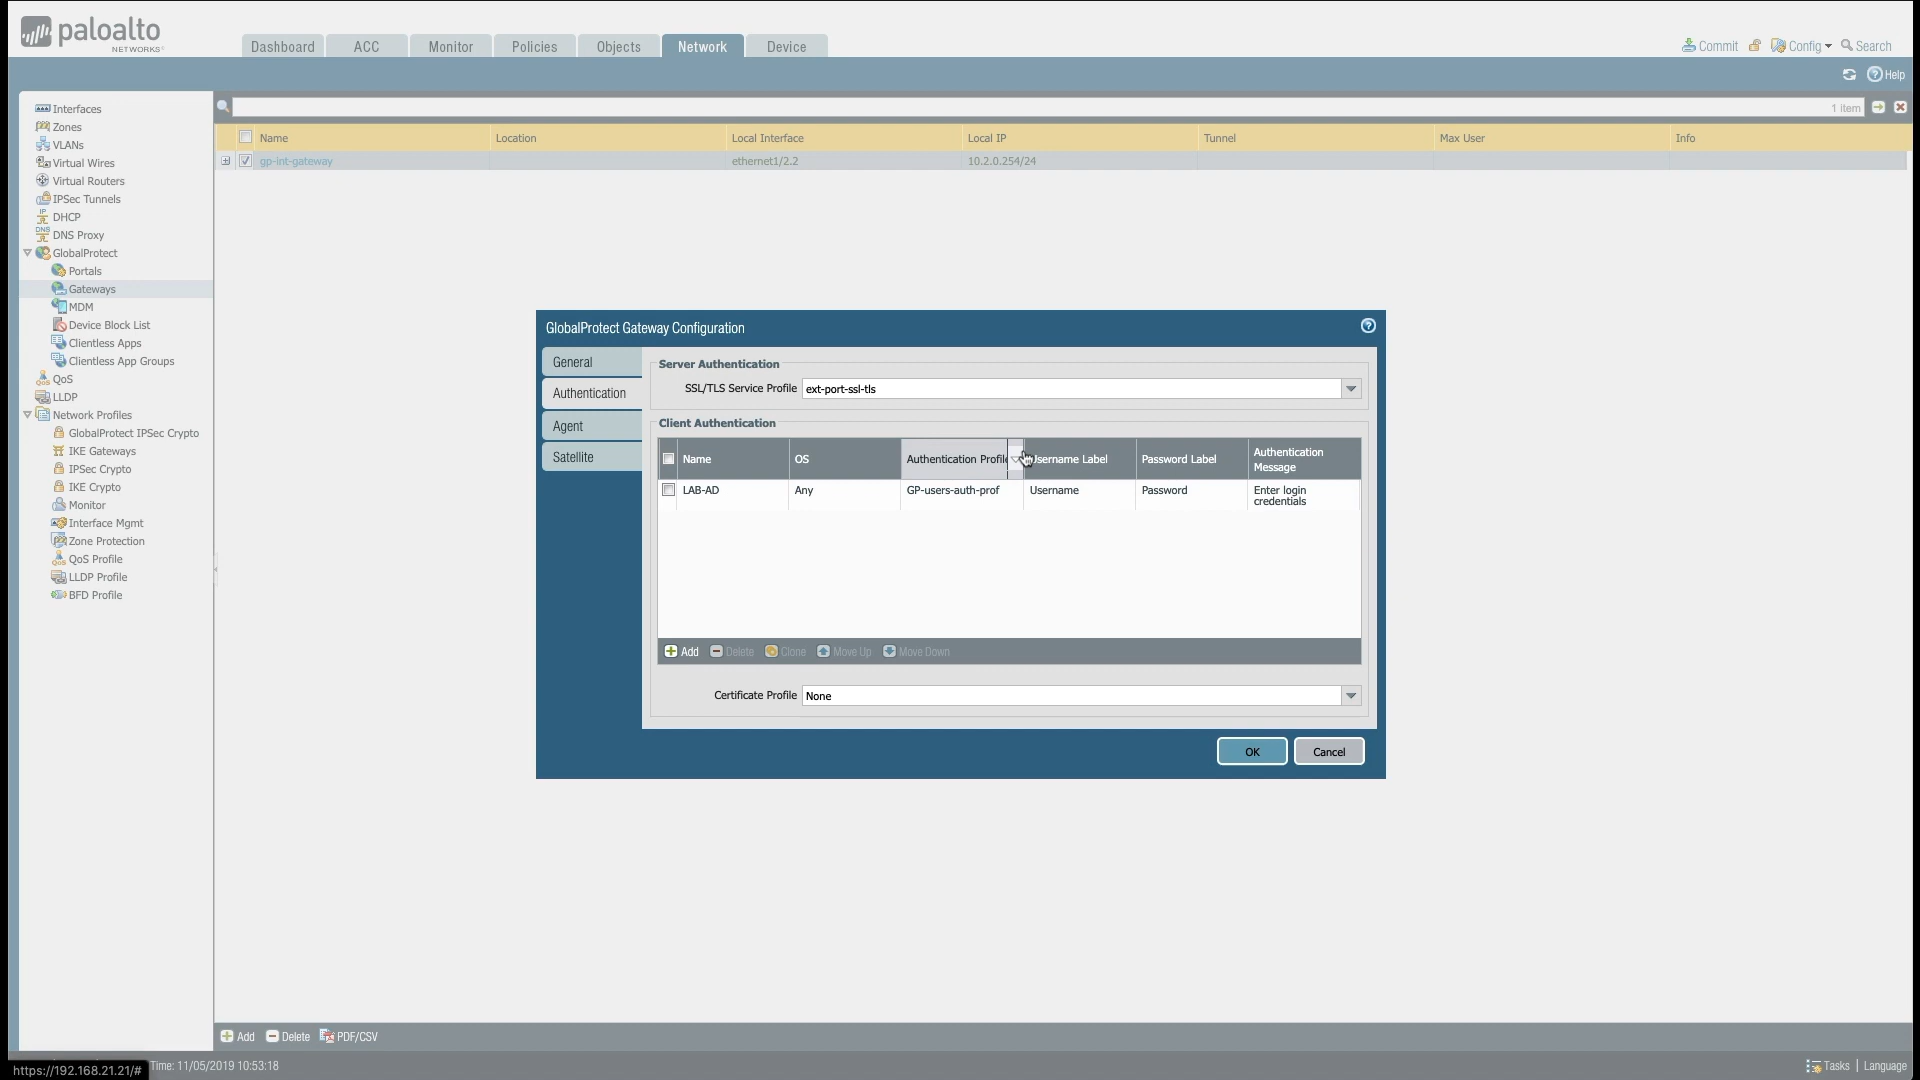 paloalto
NETWORKS
Dashboard ACC Monitor Policies Objects Network Device
Commit Config Search
Help
Interfaces
Zones
VLANs
Virtual Wires
Virtual Routers
IPSec Tunnels
DHCP
DNS Proxy
GlobalProtect
Portals
Gateways
MDM
Device Block List
Clientless Apps
Clientless App Groups
QoS
LLDP
Network Profiles
GlobalProtect IPSec Crypto
IKE Gateways
IPSec Crypto
IKE Crypto
Monitor
Interface Mgmt
Zone Protection
QoS Profile
LLDP Profile
BFD Profile
1 item
Name Location Local Interface Local IP Tunnel Max User Info
gp-int-gateway ethernet1/2.2 10.2.0.254/24
GlobalProtect Gateway Configuration
General
Authentication
Agent
Satellite
Server Authentication
SSL/TLS Service Profile ext-port-ssl-tls
Client Authentication
Name OS Authentication Profile Username Label Password Label Authentication Message
LAB-AD Any GP-users-auth-prof Username Password Enter login credentials
Add Delete Clone Move Up Move Down
Certificate Profile None
OK Cancel
Add Delete PDF/CSV
https://192.168.21.21/# Time: 11/05/2019 10:53:18
Tasks | Language